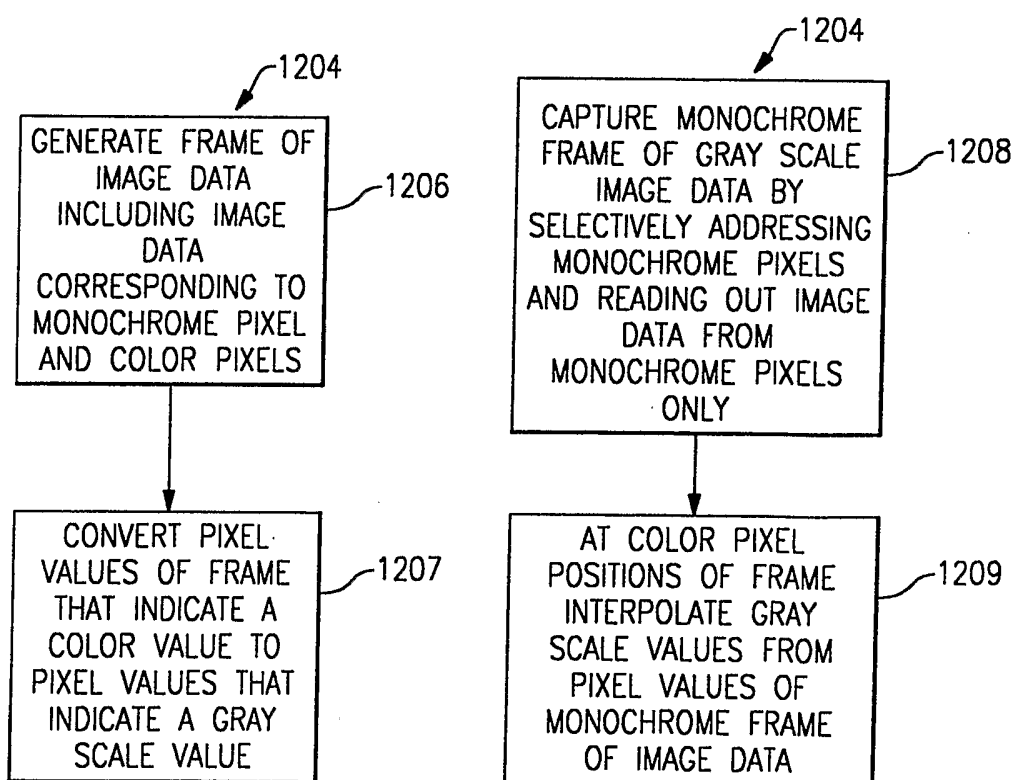 1204
GENERATE FRAME OF
IMAGE DATA
INCLUDING IMAGE
DATA
CORRESPONDING TO
MONOCHROME PIXEL
AND COLOR PIXELS
1206
CONVERT PIXEL
VALUES OF FRAME
THAT INDICATE A
COLOR VALUE TO
PIXEL VALUES THAT
INDICATE A GRAY
SCALE VALUE
1207
1204
CAPTURE MONOCHROME
FRAME OF GRAY SCALE
IMAGE DATA BY
SELECTIVELY ADDRESSING
MONOCHROME PIXELS
AND READING OUT IMAGE
DATA FROM
MONOCHROME PIXELS
ONLY
1208
AT COLOR PIXEL
POSITIONS OF FRAME
INTERPOLATE GRAY
SCALE VALUES FROM
PIXEL VALUES OF
MONOCHROME FRAME
OF IMAGE DATA
1209